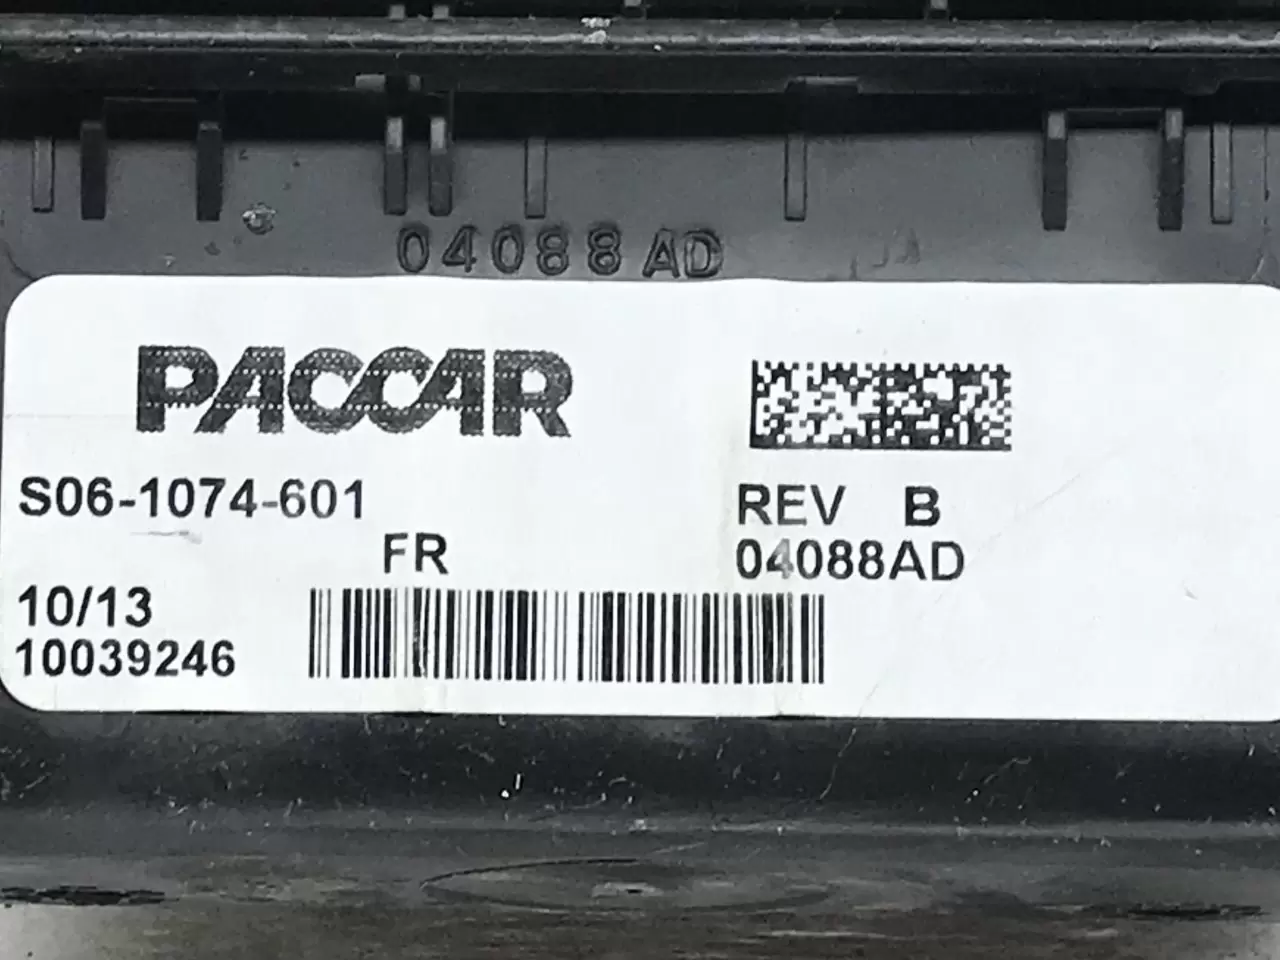 04088AD
PACCAR
S06-1074-601
REV B
FR
04088AD
10/13
10039246